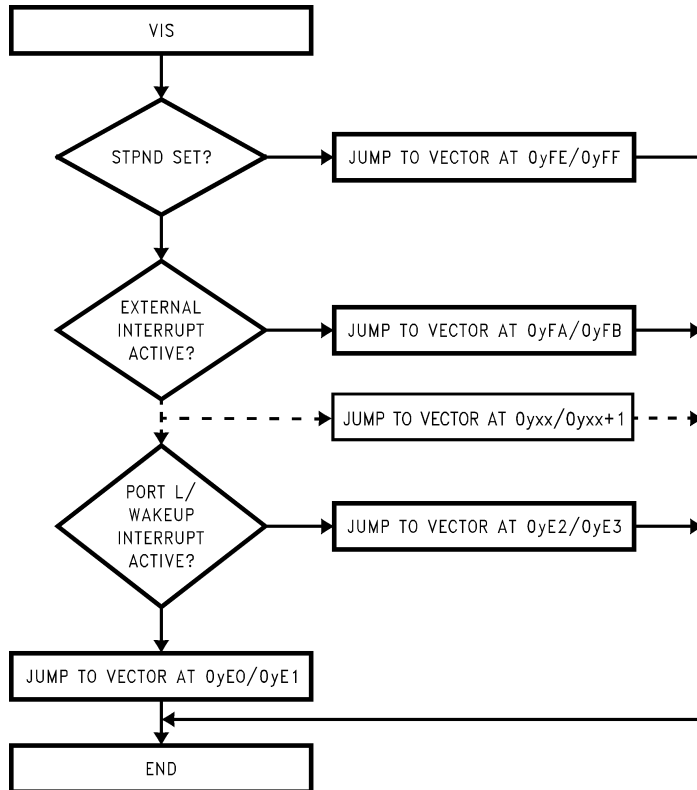 VIS
STPND SET?
JUMP TO VECTOR AT 0yFE/0yFF
EXTERNAL
INTERRUPT
ACTIVE?
JUMP TO VECTOR AT 0yFA/0yFB
JUMP TO VECTOR AT 0yxx/0yxx+1
PORT L/
WAKEUP
INTERRUPT
ACTIVE?
JUMP TO VECTOR AT 0yE2/0yE3
JUMP TO VECTOR AT 0yE0/0yE1
END